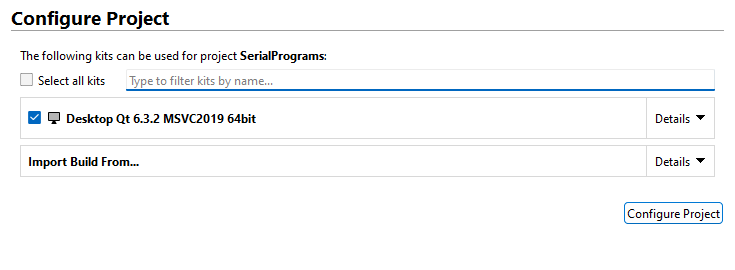 Configure Project
The following kits can be used for project SerialPrograms:
Select all kits
Type to filter kits by name...
Desktop Qt 6.3.2 MSVC2019 64bit
Details
Import Build From...
Details
Configure Project